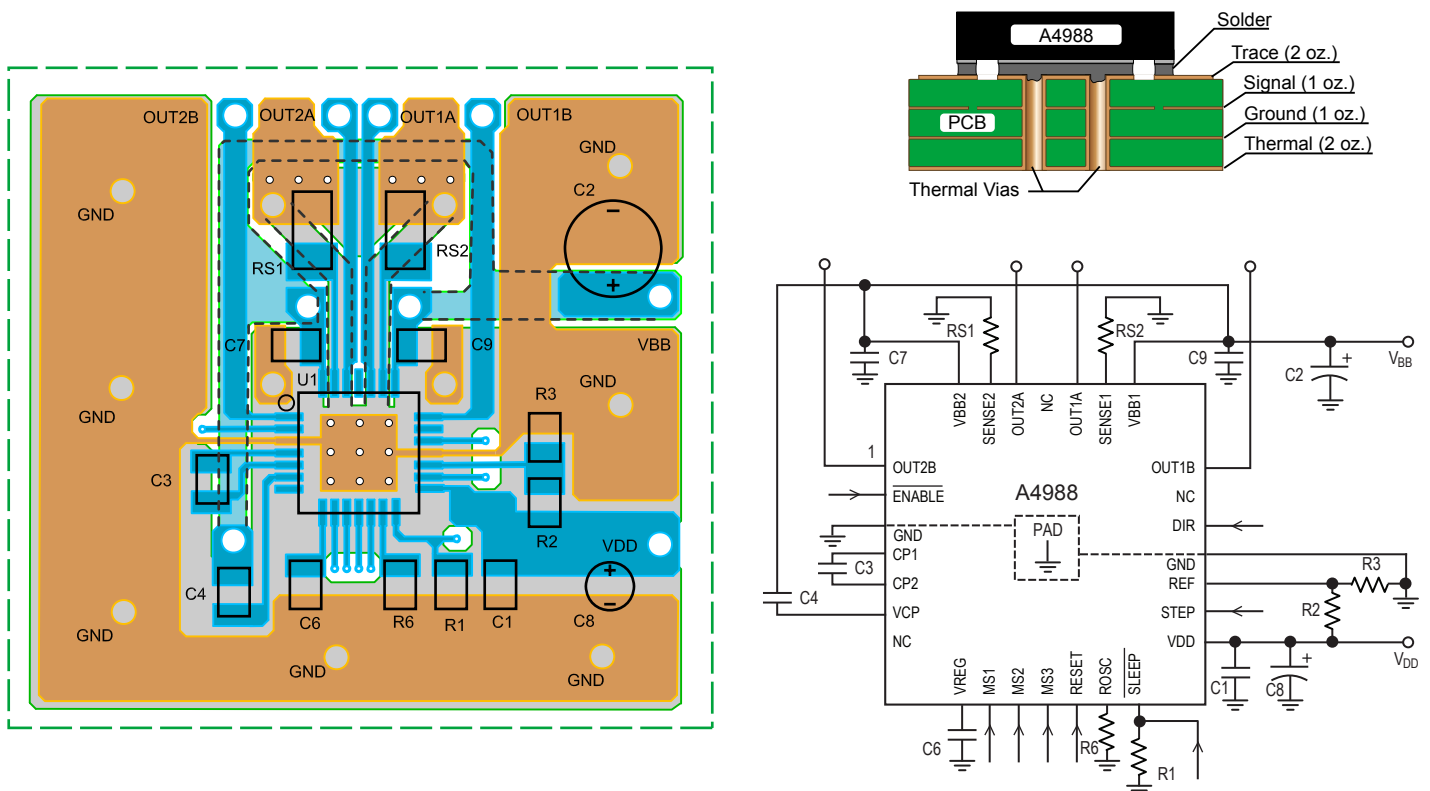 OUT2B
OUT2A
OUT1A
OUT1B
GND
C2
GND
−
RS1
RS2
+
C7
C9
VBB
U1
GND
GND
R3
C3
R2
VDD
C4
C6
R6
R1
C1
+
−
C8
GND
GND
GND
A4988
PCB
Solder
Trace (2 oz.)
Signal (1 oz.)
Ground (1 oz.)
Thermal (2 oz.)
Thermal Vias
RS1
RS2
C7
C9
C2
+
VBB
VBB2
SENSE2
OUT2A
NC
OUT1A
SENSE1
VBB1
1
OUT2B
ENABLE
GND
CP1
CP2
VCP
NC
C3
C4
A4988
PAD
OUT1B
NC
DIR
GND
REF
STEP
VDD
R3
R2
VDD
C1
C8
+
VREG
MS1
MS2
MS3
RESET
ROSC
SLEEP
C6
R6
R1